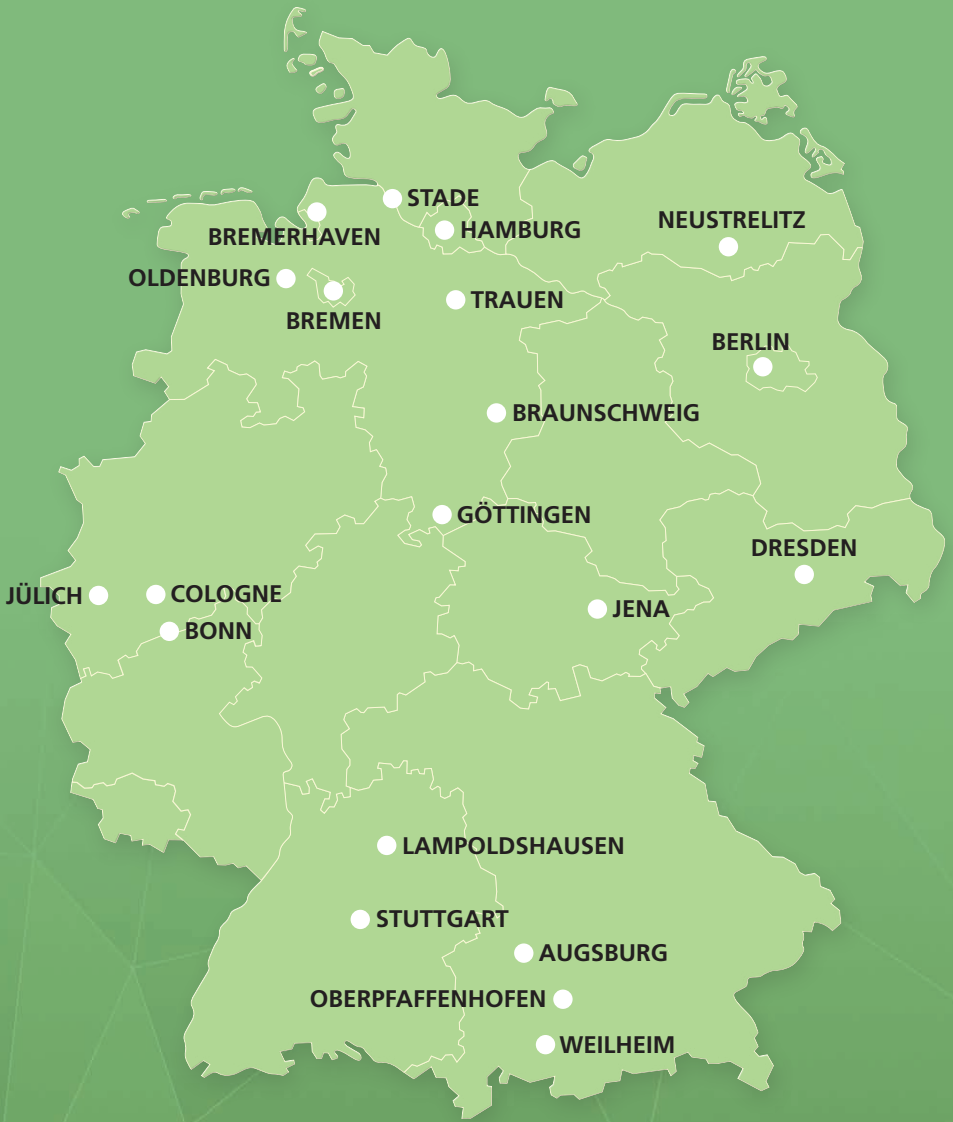 STADE
NEUSTRELITZ
HAMBURG
BREMERHAVEN
OLDENBURG
TRAUEN
BREMEN
BERLIN
BRAUNSCHWEIG
GÖTTINGEN
DRESDEN
JÜLICH
COLOGNE
JENA
BONN
LAMPOLDSHAUSEN
STUTTGART
AUGSBURG
OBERPFAFFENHOFEN
WEILHEIM